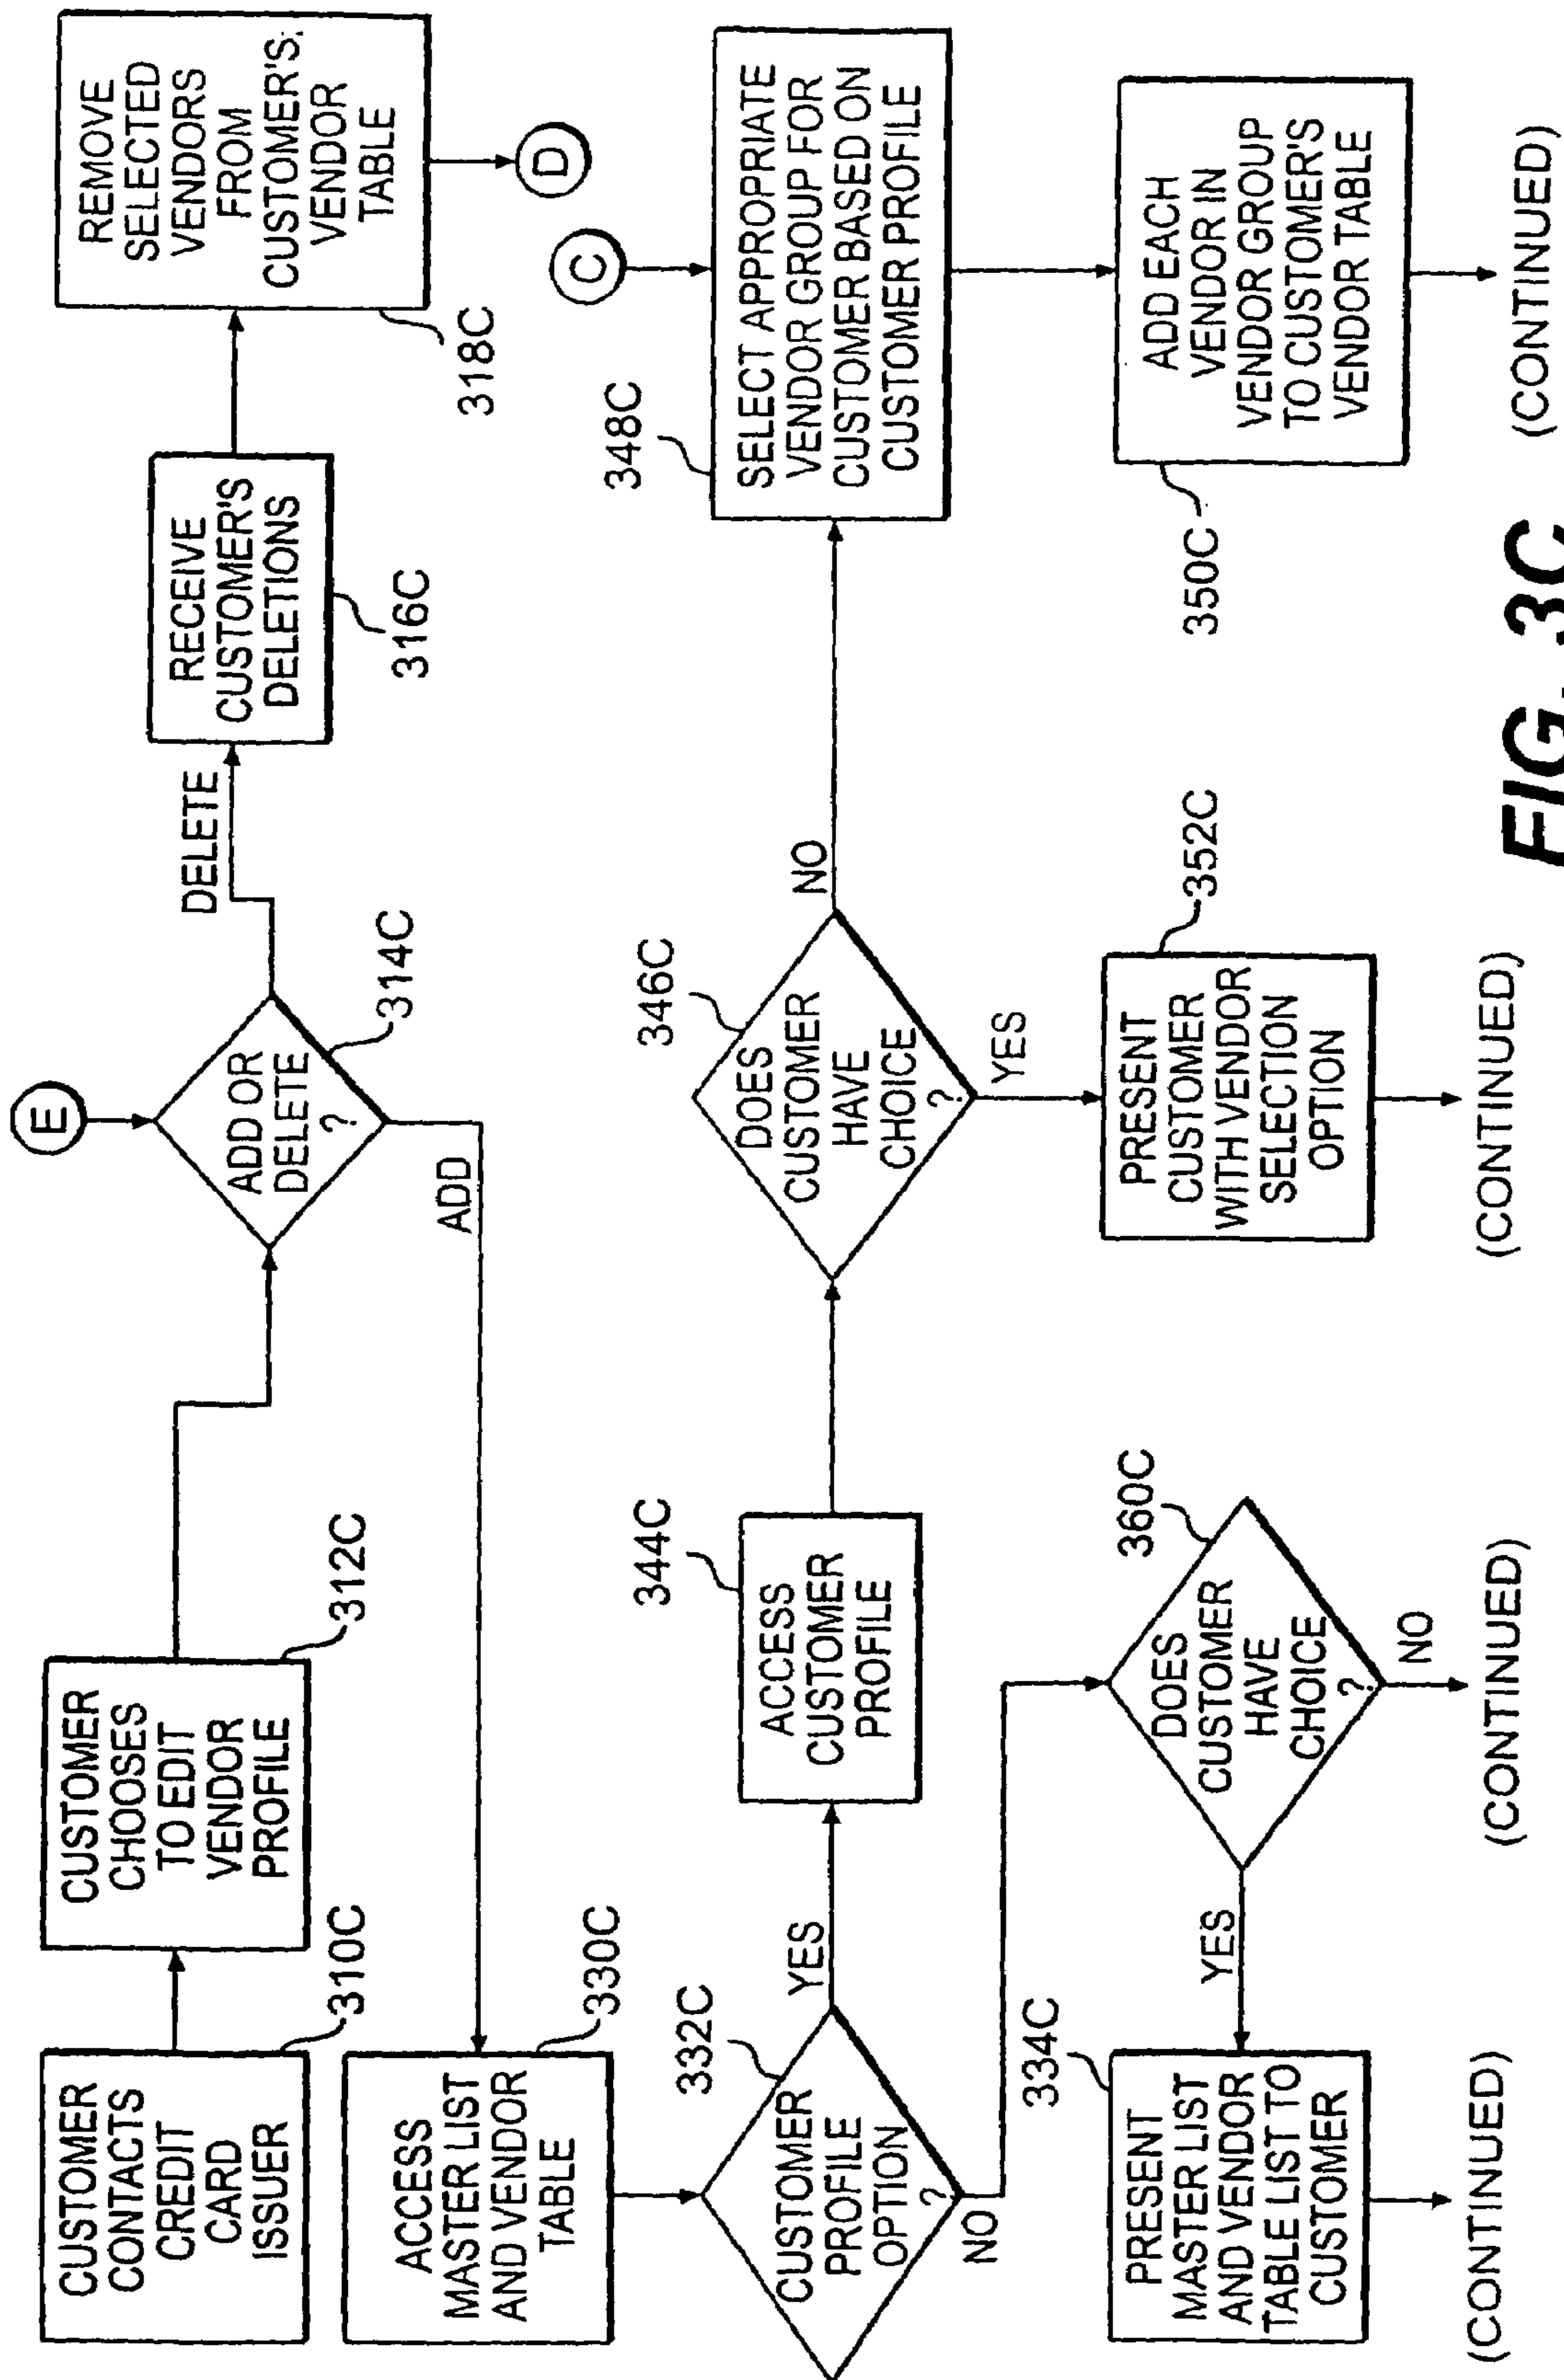 CUSTOMER
CONTACTS
CREDIT
CARD
ISSUER
310C
CUSTOMER
CHOOSES
TO EDIT
VENDOR
PROFILE
312C
E
ADD OR
DELETE
?
314C
DELETE
ADD
RECEIVE
CUSTOMER'S
DELETIONS
316C
REMOVE
SELECTED
VENDORS
FROM
CUSTOMER'S
VENDOR
TABLE
318C
D
ACCESS
MASTER LIST
AND VENDOR
TABLE
330C
CUSTOMER
PROFILE
OPTION
?
332C
YES
NO
ACCESS
CUSTOMER
PROFILE
344C
DOES
CUSTOMER
HAVE
CHOICE
?
346C
NO
YES
C
SELECT APPROPRIATE
VENDOR GROUP FOR
CUSTOMER BASED ON
CUSTOMER PROFILE
348C
ADD EACH
VENDOR IN
VENDOR GROUP
TO CUSTOMER'S
VENDOR TABLE
350C
(CONTINUED)
PRESENT
CUSTOMER
WITH VENDOR
SELECTION
OPTION
352C
(CONTINUED)
DOES
CUSTOMER
HAVE
CHOICE
?
360C
YES
NO
(CONTINUED)
PRESENT
MASTER LIST
AND VENDOR
TABLE LIST TO
CUSTOMER
334C
(CONTINUED)
FIG. 3C